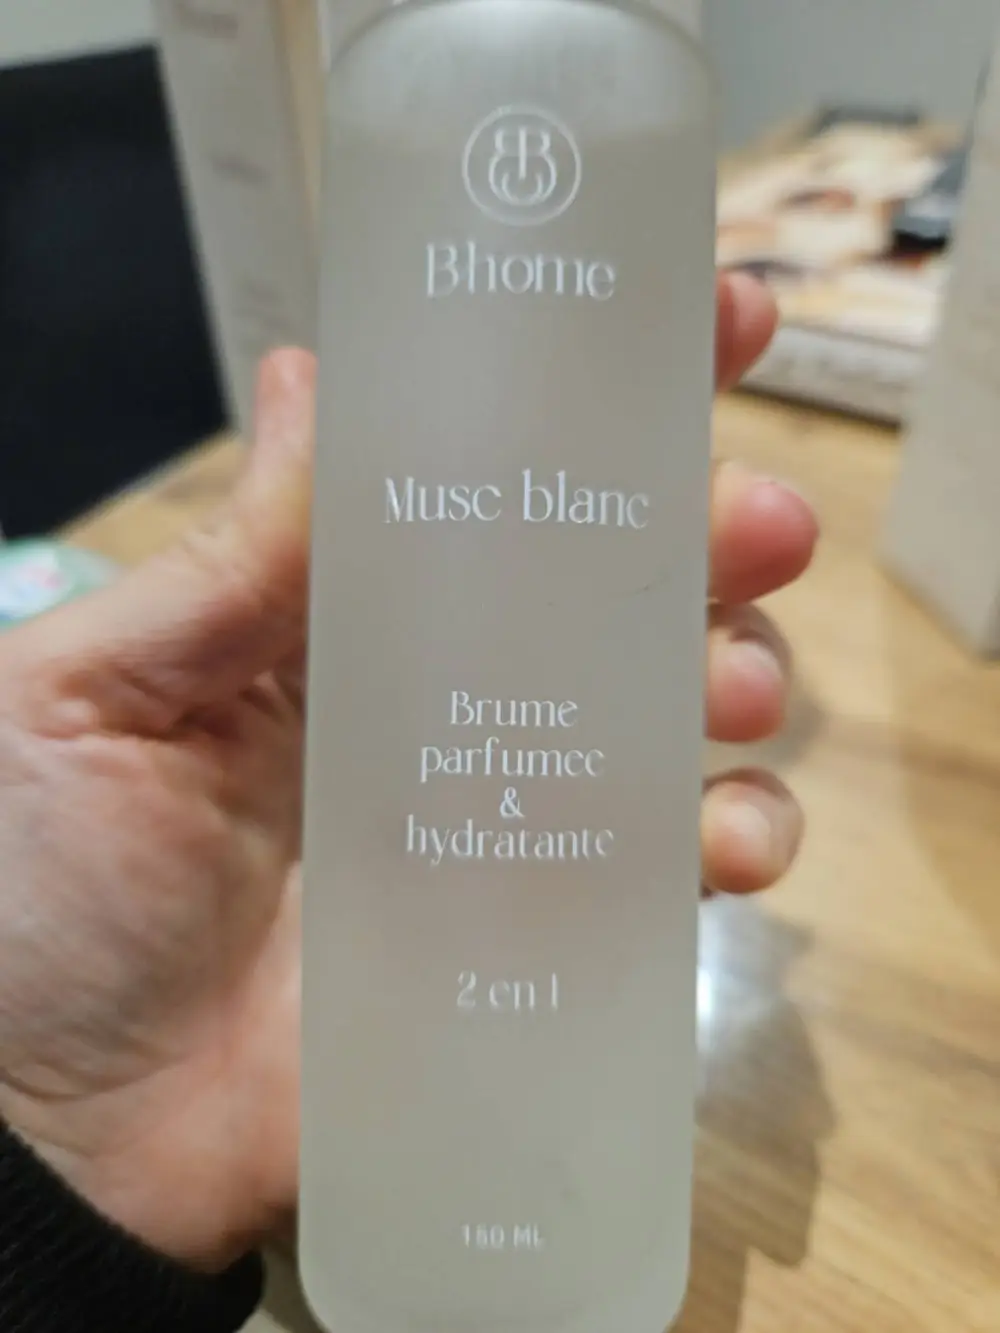 Bhome
Musc blanc
Brume
parfumee
&
hydratante
2 en 1
150 ML